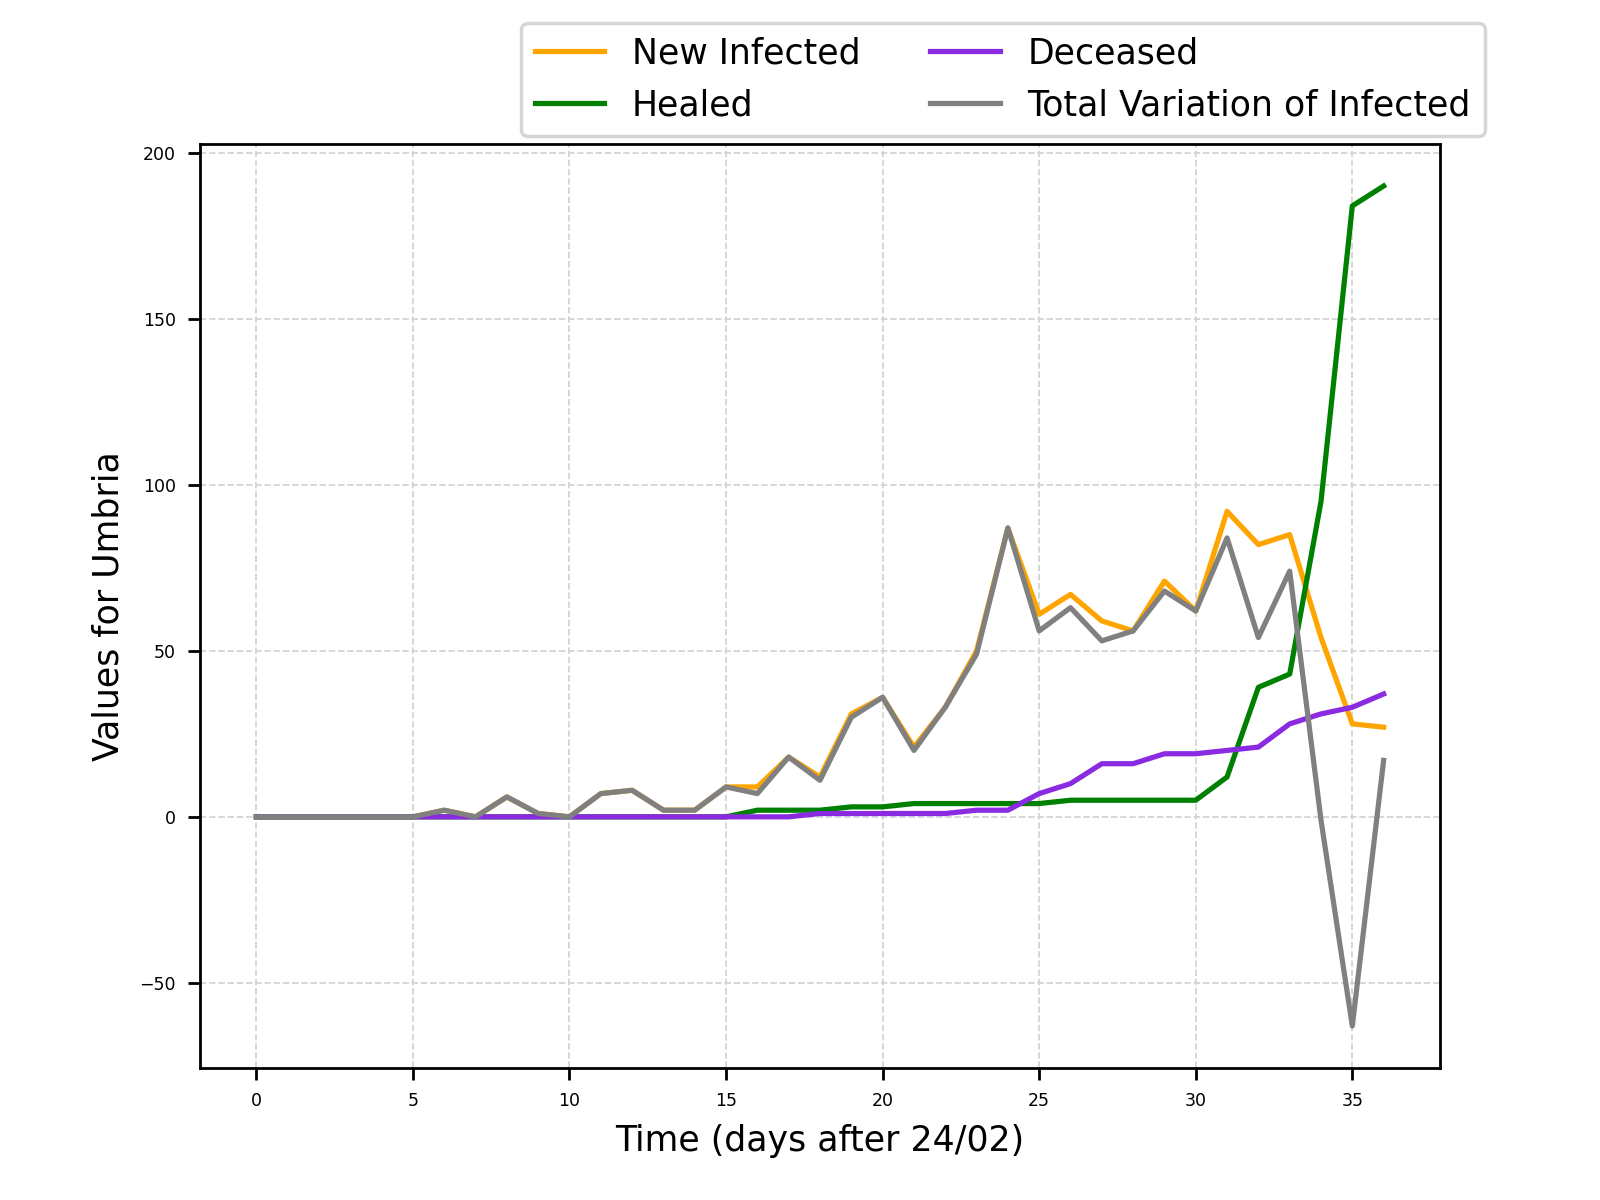 New Infected
Healed
Deceased
Total Variation of Infected
200
150
100
50
0
−50
Values for Umbria
0 5 10 15 20 25 30 35
Time (days after 24/02)